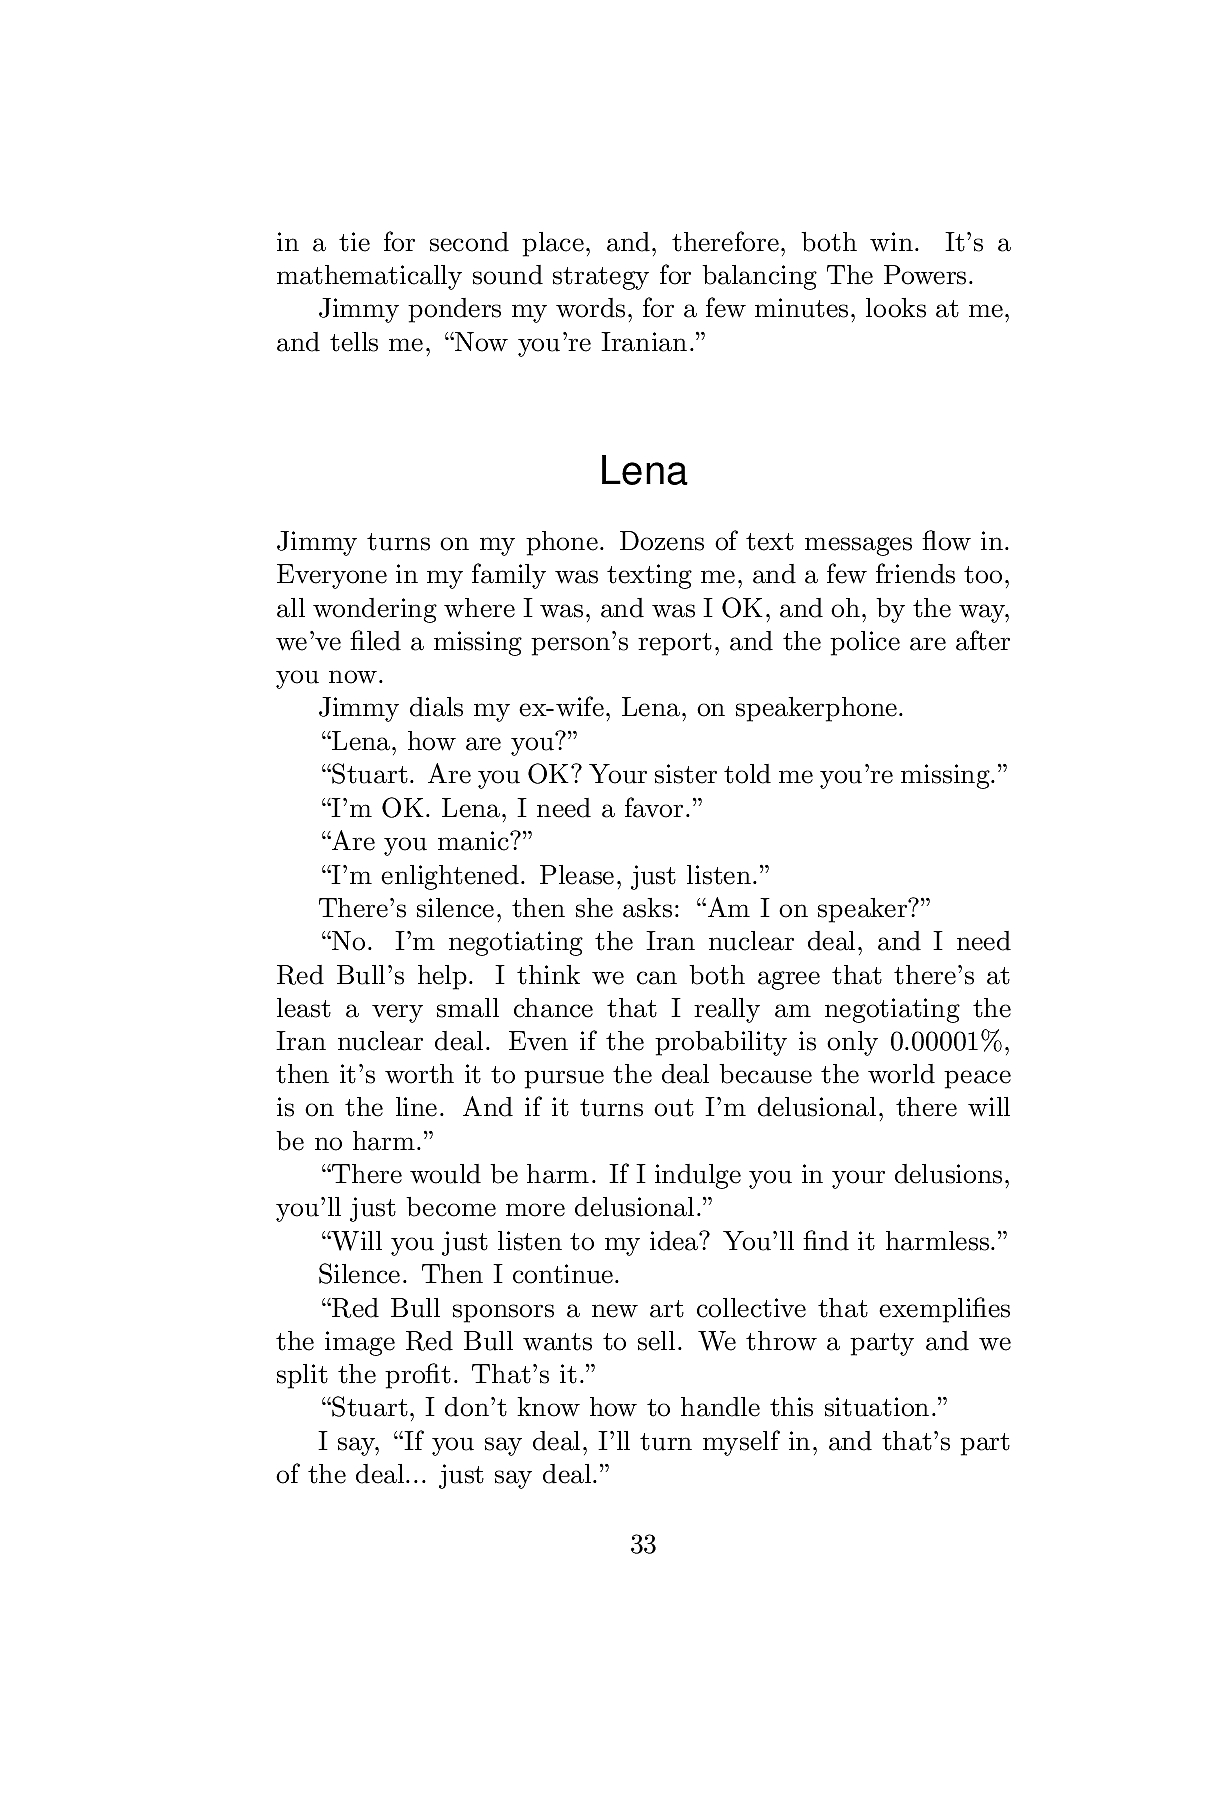 in a tie for second place, and, therefore, both win. It’s a
mathematically sound strategy for balancing The Powers.
Jimmy ponders my words, for a few minutes, looks at me,
and tells me, “Now you’re Iranian.”
Lena
Jimmy turns on my phone. Dozens of text messages flow in.
Everyone in my family was texting me, and a few friends too,
all wondering where I was, and was I OK, and oh, by the way,
we’ve filed a missing person’s report, and the police are after
you now.
Jimmy dials my ex-wife, Lena, on speakerphone.
“Lena, how are you?”
“Stuart. Are you OK? Your sister told me you’re missing.”
“I’m OK. Lena, I need a favor.”
“Are you manic?”
“I’m enlightened. Please, just listen.”
There’s silence, then she asks: “Am I on speaker?”
“No. I’m negotiating the Iran nuclear deal, and I need
Red Bull’s help. I think we can both agree that there’s at
least a very small chance that I really am negotiating the
Iran nuclear deal. Even if the probability is only 0.00001%,
then it’s worth it to pursue the deal because the world peace
is on the line. And if it turns out I’m delusional, there will
be no harm.”
“There would be harm. If I indulge you in your delusions,
you’ll just become more delusional.”
“Will you just listen to my idea? You’ll find it harmless.”
Silence. Then I continue.
“Red Bull sponsors a new art collective that exemplifies
the image Red Bull wants to sell. We throw a party and we
split the profit. That’s it.”
“Stuart, I don’t know how to handle this situation.”
I say, “If you say deal, I’ll turn myself in, and that’s part
of the deal... just say deal.”
33